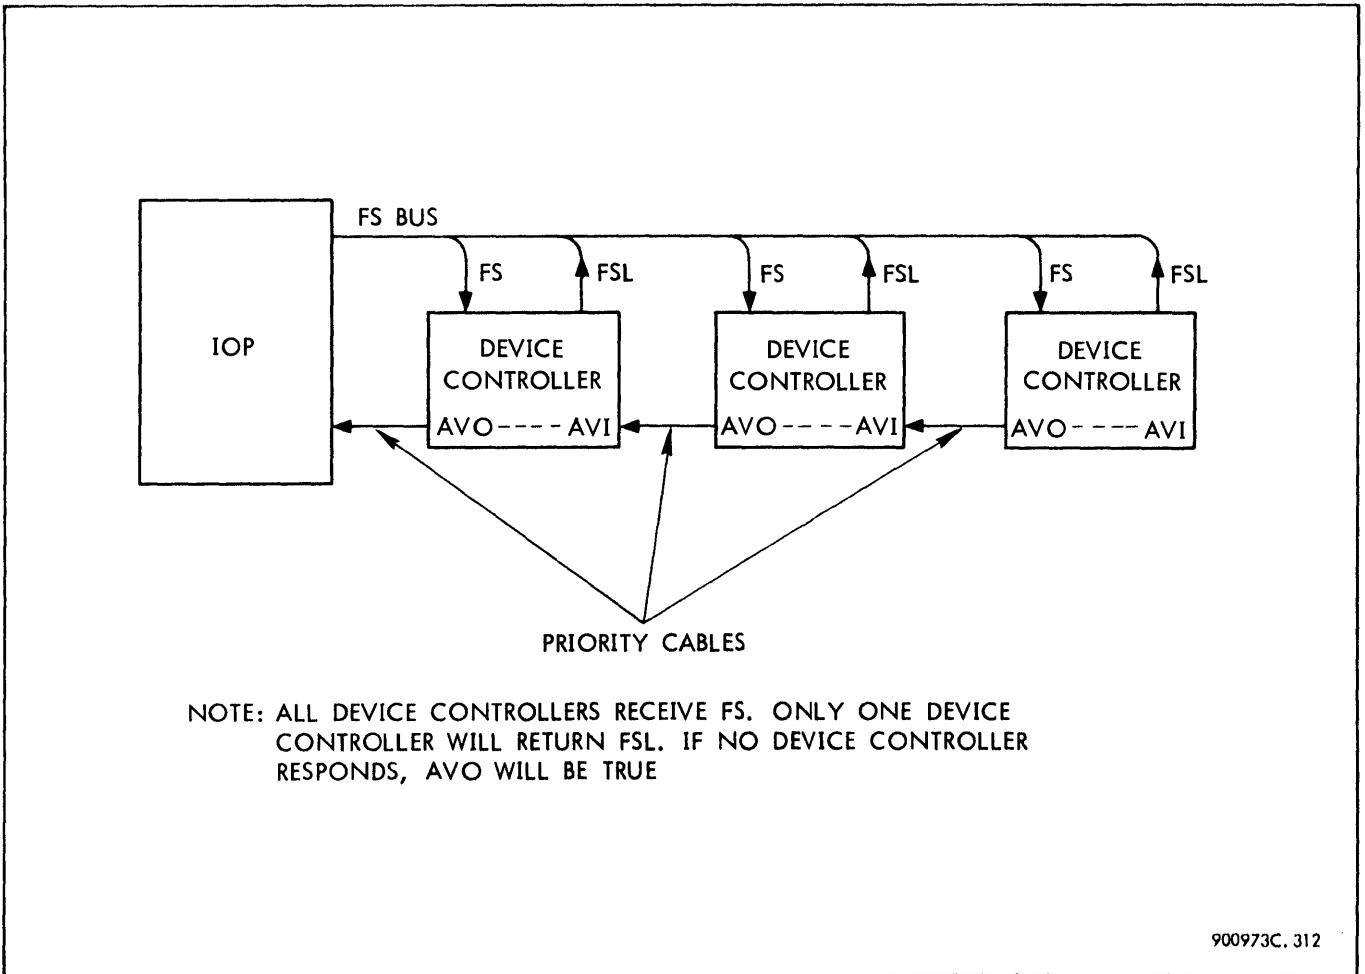 FS BUS
FS
FSL
FS
FSL
FS
FSL
IOP
DEVICE
CONTROLLER
DEVICE
CONTROLLER
DEVICE
CONTROLLER
AVO---- AVI
AVO---- AVI
AVO---- AVI
PRIORITY CABLES
NOTE: ALL DEVICE CONTROLLERS RECEIVE FS. ONLY ONE DEVICE
CONTROLLER WILL RETURN FSL. IF NO DEVICE CONTROLLER
RESPONDS, AVO WILL BE TRUE
900973C.312